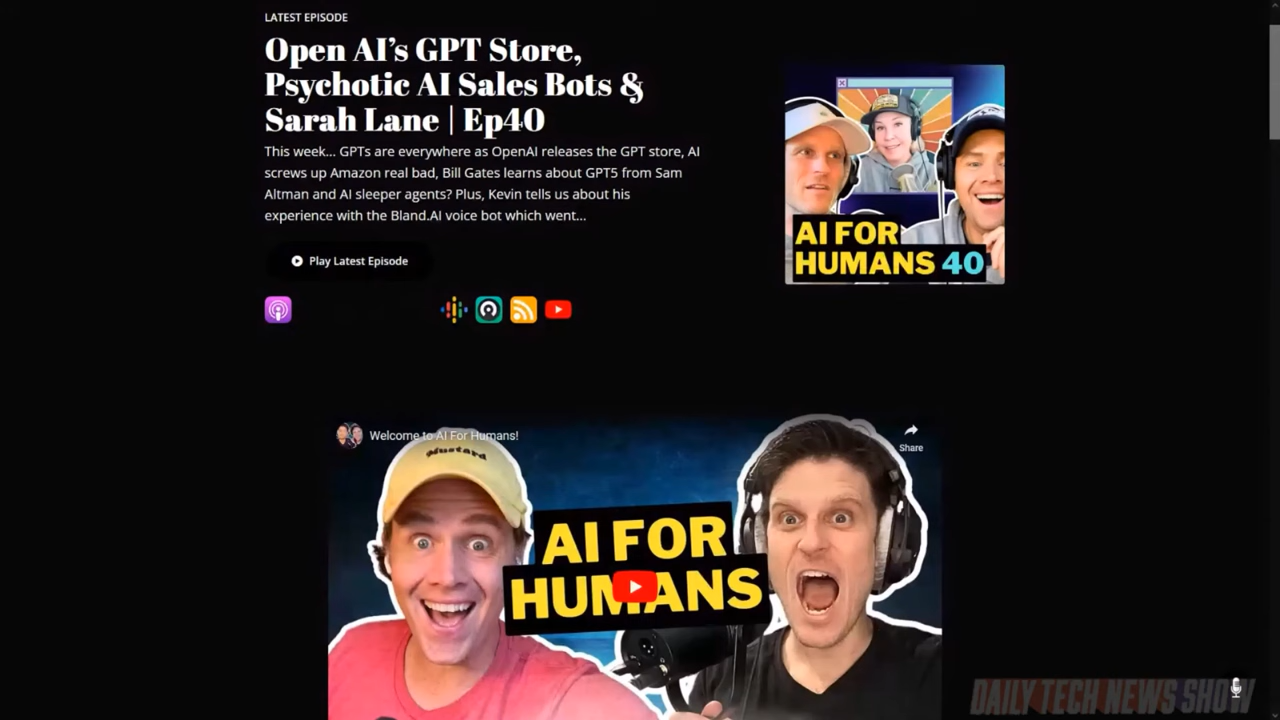 LATEST EPISODE
Open AI’s GPT Store,
Psychotic AI Sales Bots &
Sarah Lane | Ep40
This week... GPTs are everywhere as OpenAI releases the GPT store, AI
screws up Amazon real bad, Bill Gates learns about GPT5 from Sam
Altman and AI sleeper agents? Plus, Kevin tells us about his
experience with the Bland.AI voice bot which went...
Play Latest Episode
AI FOR
HUMANS 40
Welcome to AI For Humans!
Share
Mustard
AI FOR
HUMANS
DAILY TECH NEWS SHOW